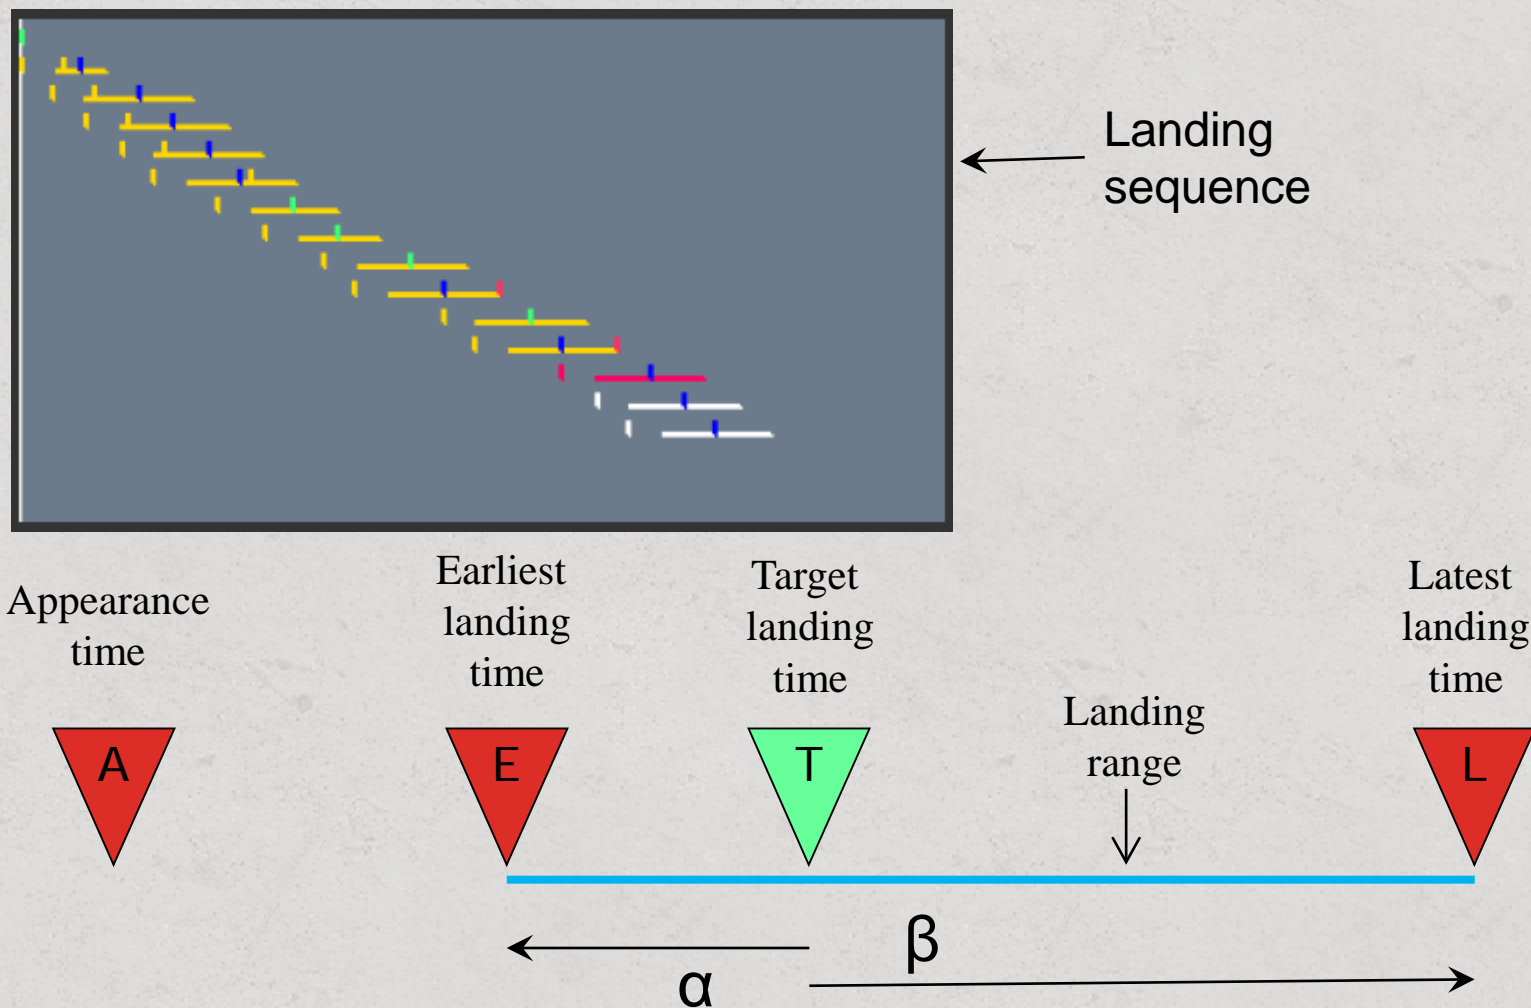 Landing
sequence
Appearance
time
Earliest
landing
time
Target
landing
time
Landing
range
Latest
landing
time
A
E
T
L
α
β